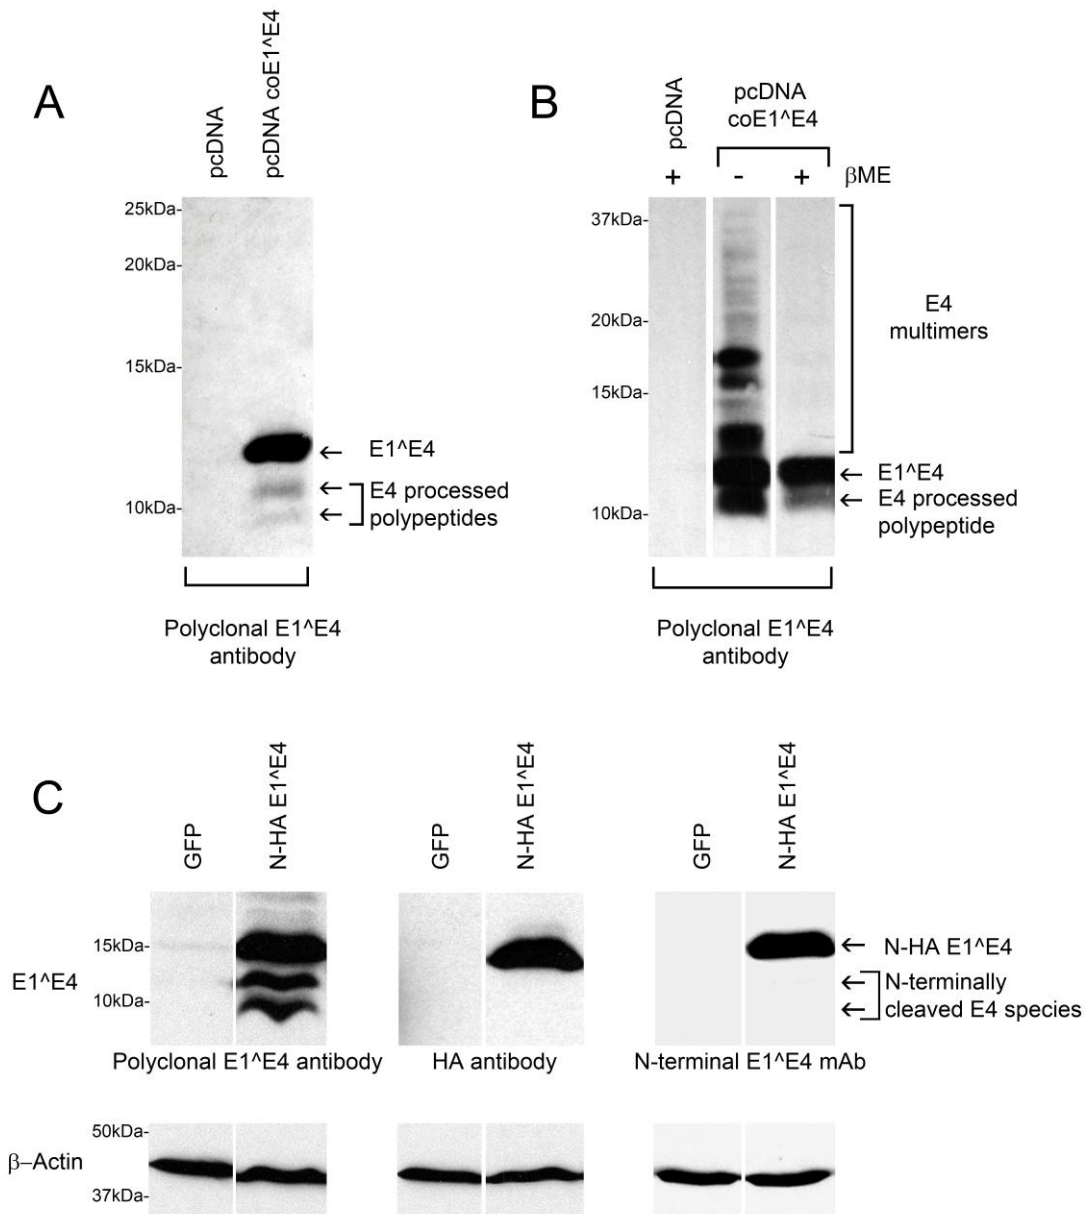 A
pcDNA
pcDNA coE1^E4
25kDa-
20kDa-
15kDa-
10kDa-
← E1^E4
← E4 processed
← polypeptides
Polyclonal E1^E4
antibody
B
pcDNA
pcDNA
coE1^E4
+ - + βME
37kDa-
20kDa-
15kDa-
10kDa-
E4
multimers
← E1^E4
← E4 processed
polypeptide
Polyclonal E1^E4
antibody
C
GFP
N-HA E1^E4
GFP
N-HA E1^E4
GFP
N-HA E1^E4
E1^E4
15kDa-
10kDa-
← N-HA E1^E4
← N-terminally
← cleaved E4 species
Polyclonal E1^E4 antibody
HA antibody
N-terminal E1^E4 mAb
β–Actin
50kDa-
37kDa-